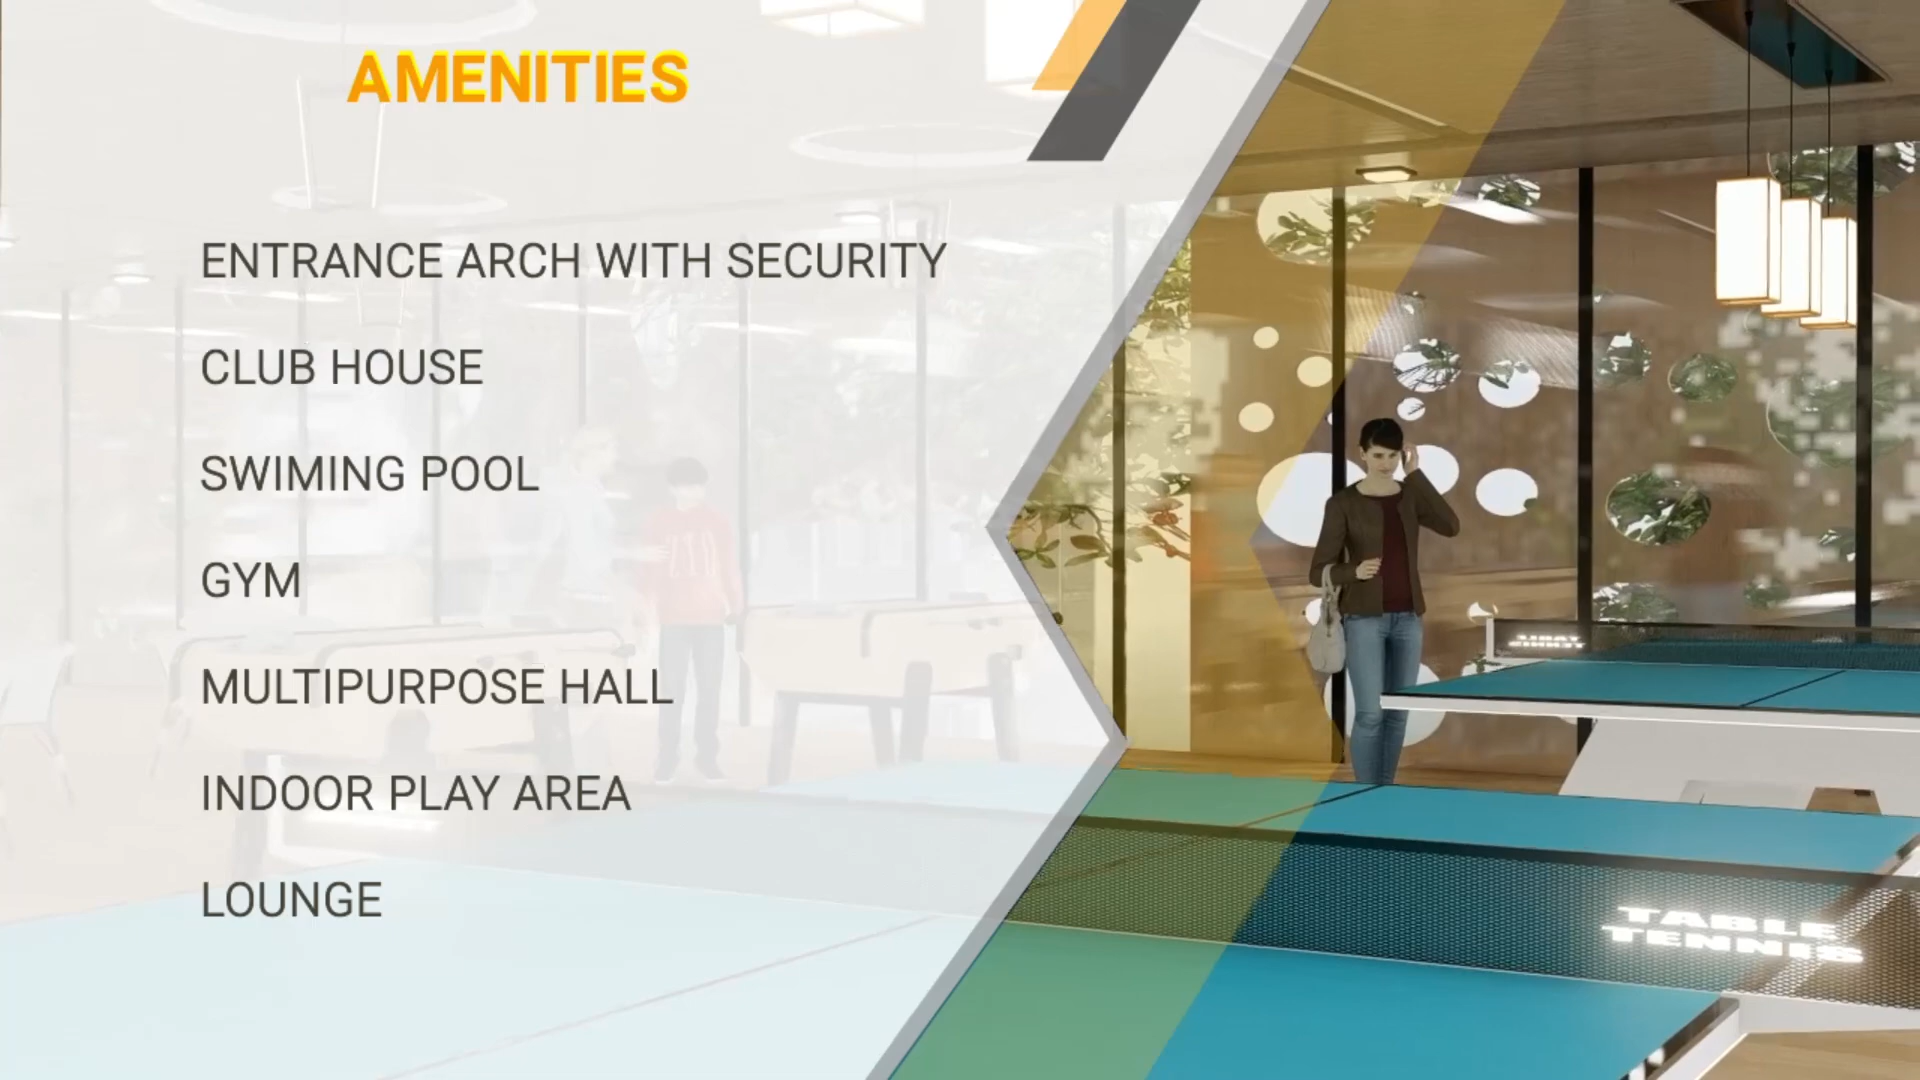 AMENITIES
ENTRANCE ARCH WITH SECURITY
CLUB HOUSE
SWIMING POOL
GYM
MULTIPURPOSE HALL
INDOOR PLAY AREA
LOUNGE
TABLE
TENNIS